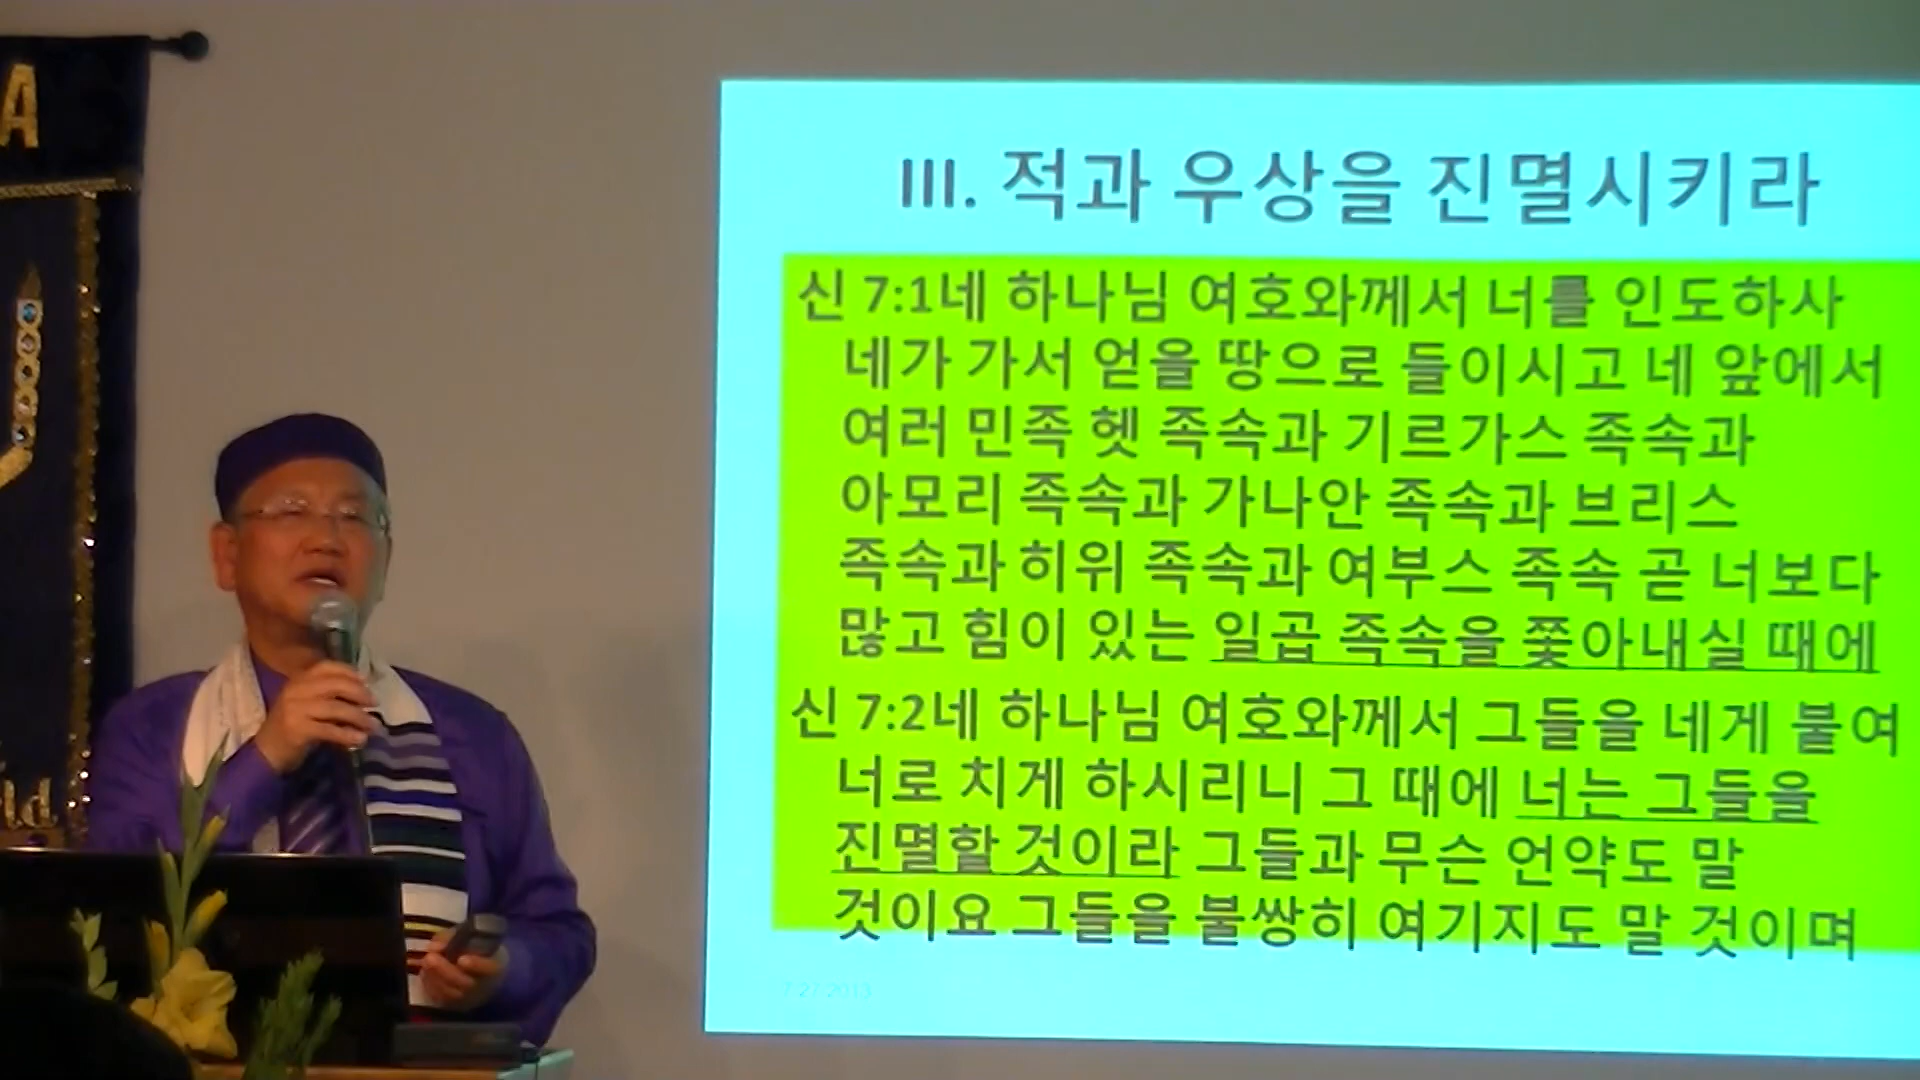 A
III. 적과 우상을 진멸시키라
신 7:1네 하나님 여호와께서 너를 인도하사
네가 가서 얻을 땅으로 들이시고 네 앞에서
여러 민족 헷 족속과 기르가스 족속과
아모리 족속과 가나안 족속과 브리스
족속과 히위 족속과 여부스 족속 곧 너보다
많고 힘이 있는 일곱 족속을 쫓아내실 때에
신 7:2네 하나님 여호와께서 그들을 네게 붙여
너로 치게 하시리니 그 때에 너는 그들을
진멸할 것이라 그들과 무슨 언약도 말
것이요 그들을 불쌍히 여기지도 말 것이며
7/27/2013
ld